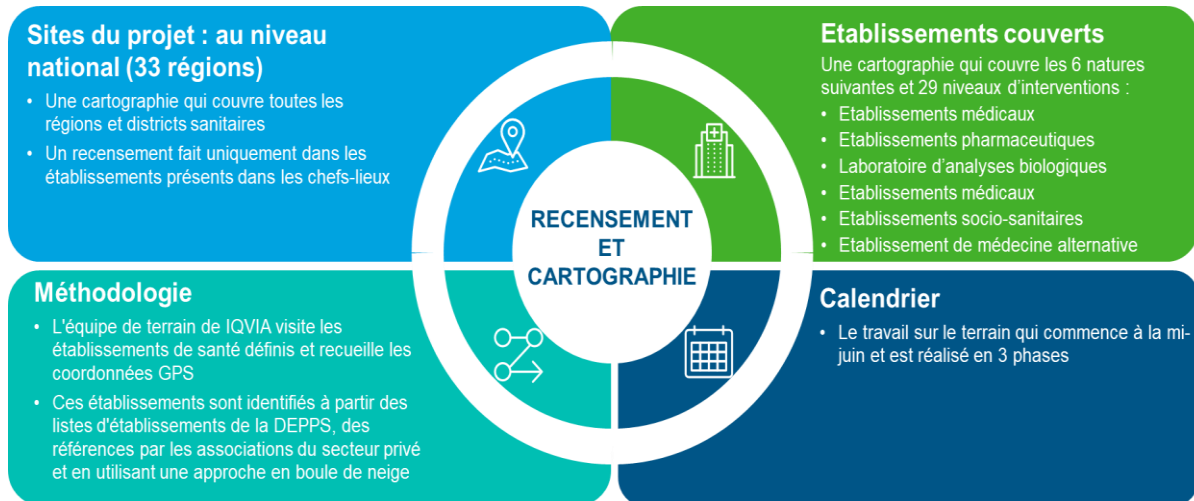 Sites du projet : au niveau
national (33 régions)
• Une cartographie qui couvre toutes les
régions et districts sanitaires
• Un recensement fait uniquement dans les
établissements présents dans les chefs-lieux
Etablissements couverts
Une cartographie qui couvre les 6 natures
suivantes et 29 niveaux d’interventions :
• Etablissements médicaux
• Etablissements pharmaceutiques
• Laboratoire d’analyses biologiques
• Etablissements médicaux
• Etablissements socio-sanitaires
• Etablissement de médecine alternative
RECENSEMENT
ET
CARTOGRAPHIE
Méthodologie
• L'équipe de terrain de IQVIA visite les
établissements de santé définis et recueille les
coordonnées GPS
• Ces établissements sont identifiés à partir des
listes d'établissements de la DEPPS, des
références par les associations du secteur privé
et en utilisant une approche en boule de neige
Calendrier
• Le travail sur le terrain qui commence à la mi-
juin et est réalisé en 3 phases